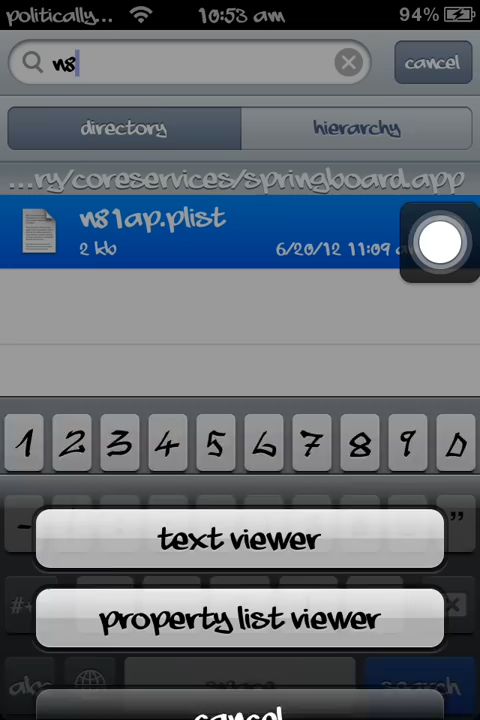 politically... 10:53 am 94%
n8 cancel
directory hierarchy
...ry/coreservices/springboard.app
n81ap.plist
2 kb 6/20/12 11:09 a
1 2 3 4 5 6 7 8 9 0
text viewer
property list viewer
abc search
cancel